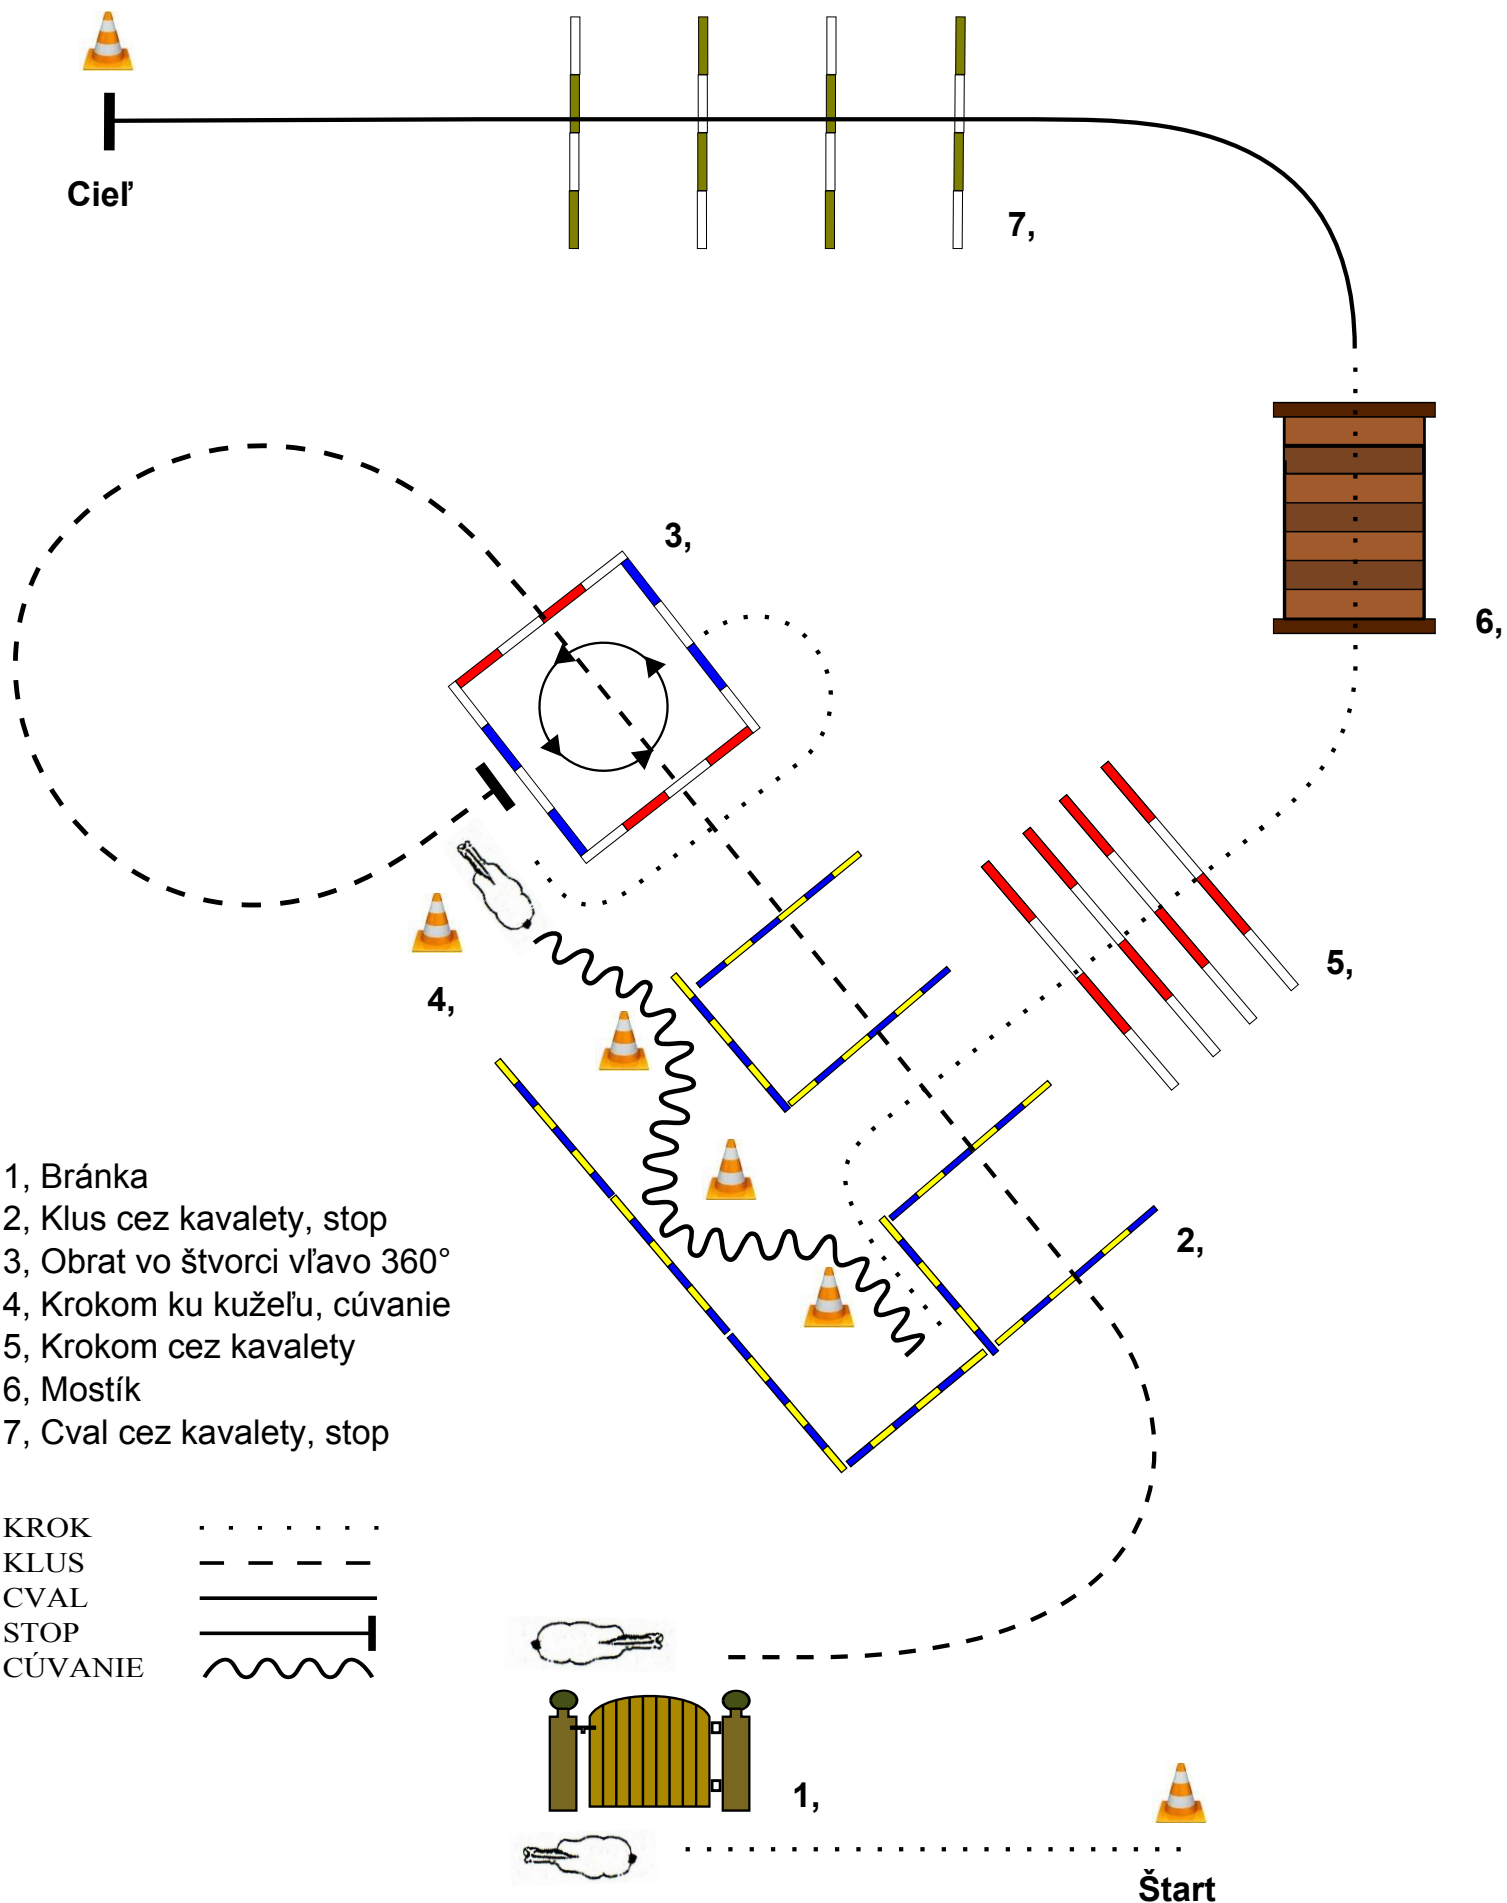 Cieľ
7,
3,
6,
5,
4,
2,
1, Bránka
2, Klus cez kavalety, stop
3, Obrat vo štvorci vľavo 360°
4, Krokom ku kužeľu, cúvanie
5, Krokom cez kavalety
6, Mostík
7, Cval cez kavalety, stop
KROK
KLUS
CVAL
STOP
CÚVANIE
1,
Štart